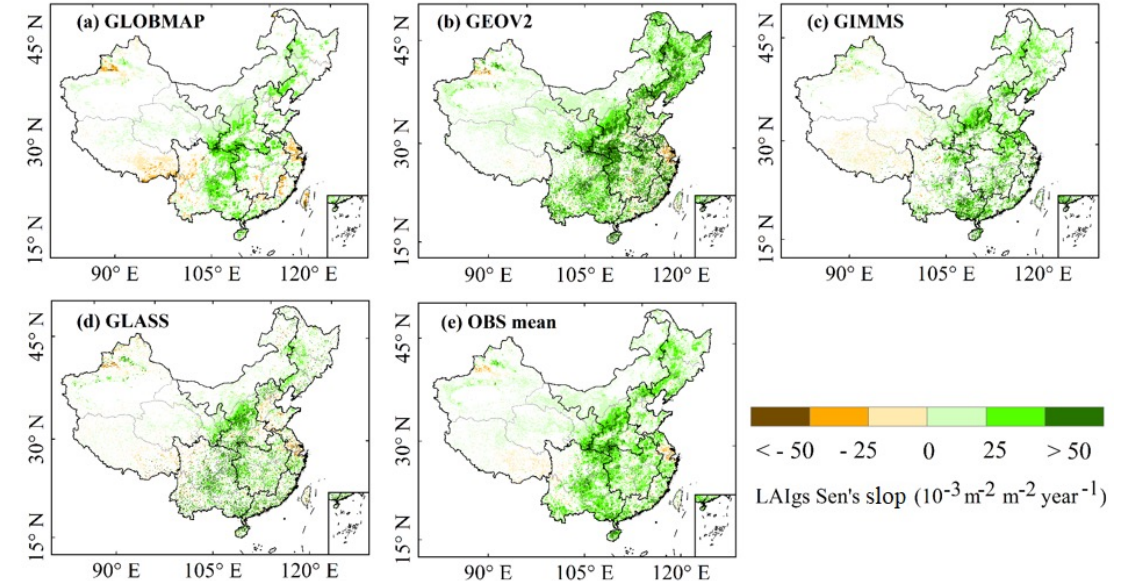 (a) GLOBMAP
(b) GEOV2
(c) GIMMS
45° N
30° N
15° N
45° N
30° N
15° N
45° N
30° N
15° N
90° E 105° E 120° E
90° E 105° E 120° E
90° E 105° E 120° E
(d) GLASS
(e) OBS mean
45° N
30° N
15° N
45° N
30° N
15° N
90° E 105° E 120° E
90° E 105° E 120° E
< - 50 - 25 0 25 > 50
LAIgs Sen's slop (10⁻³ m⁻² m⁻² year⁻¹)